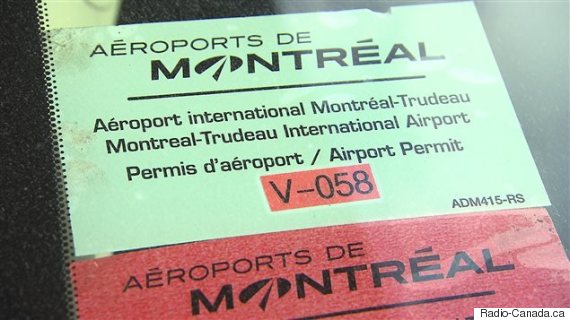 AÉROPORTS DE
MONTRÉAL
Aéroport international Montréal-Trudeau
Montreal-Trudeau International Airport
Permis d'aéroport / Airport Permit
V-058
ADM415-RS
AÉROPORTS DE
MONTRÉAL
Radio-Canada.ca